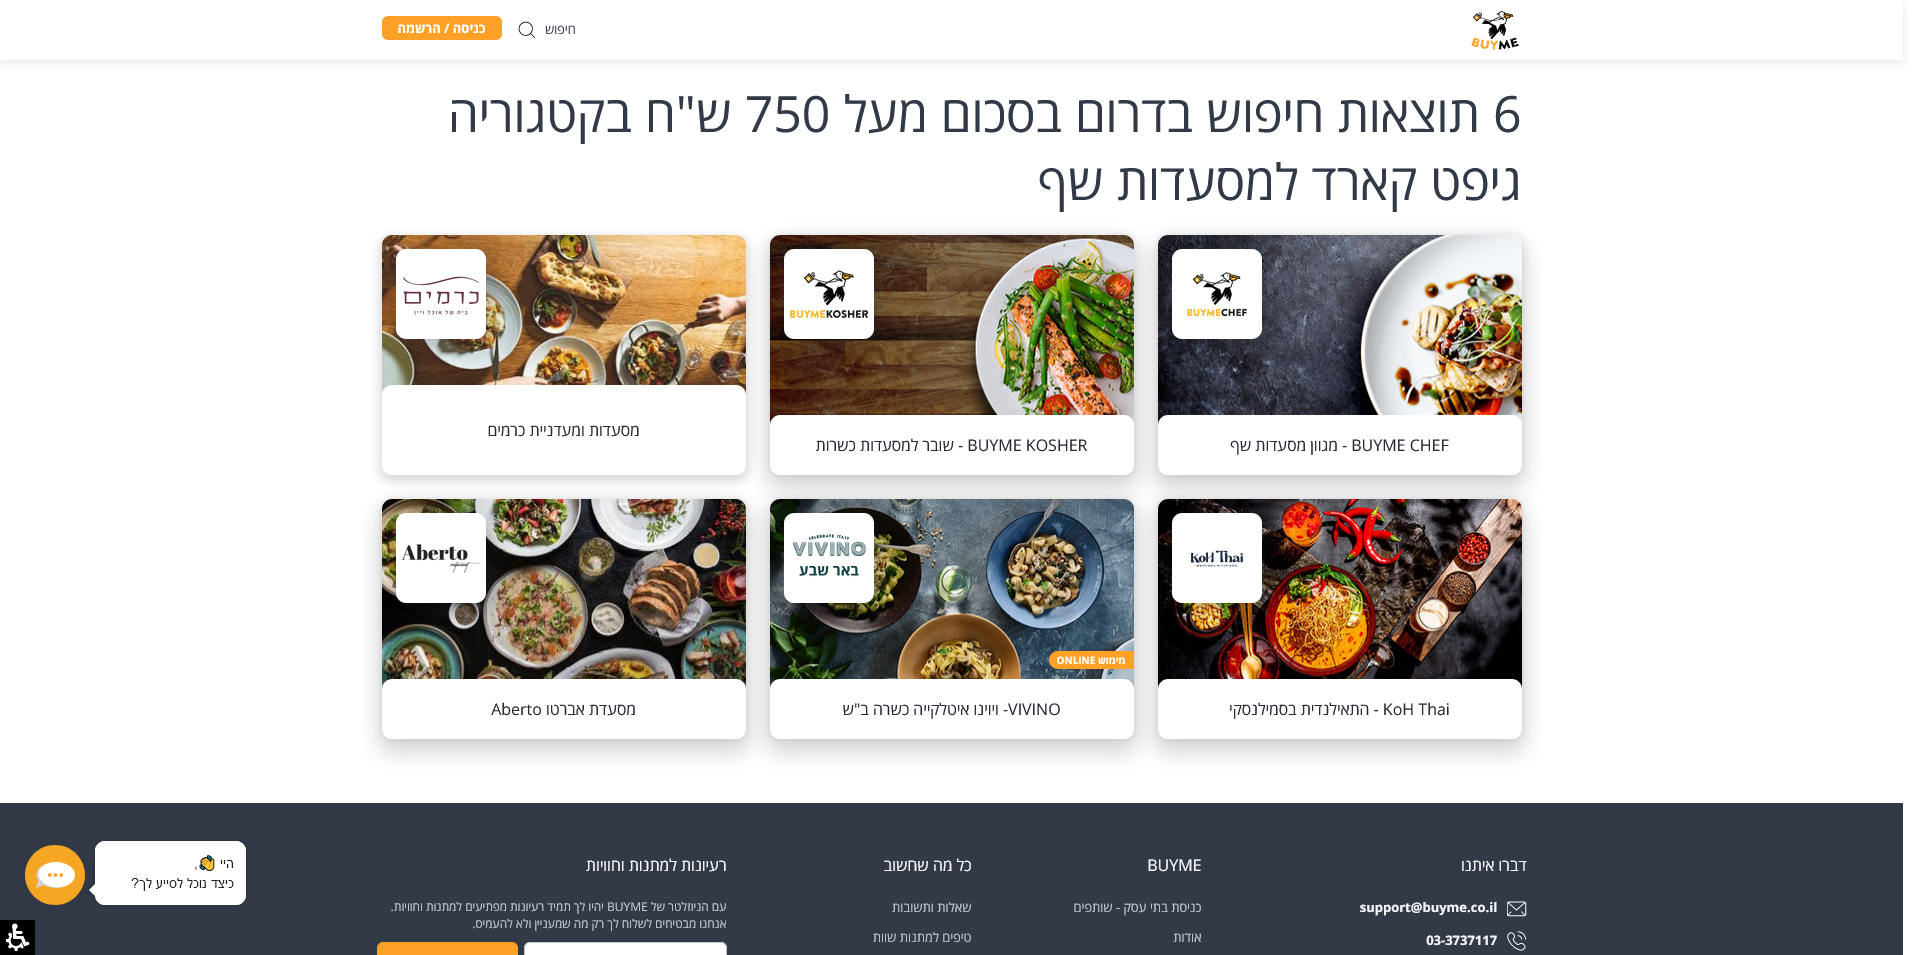 BUYME
חיפוש
כניסה / הרשמה
6 תוצאות חיפוש בדרום בסכום מעל 750 ש"ח בקטגוריה
גיפט קארד למסעדות שף
BUYMECHEF
BUYME CHEF - מגוון מסעדות שף
BUYMEKOSHER
BUYME KOSHER - שובר למסעדות כשרות
כרמים
בית של אוכל ויין
מסעדות ומעדניית כרמים
KoH Thai
KoH Thai - התאילנדית בסמילנסקי
CELEBRATE ITALY
VIVINO
באר שבע
מימוש ONLINE
VIVINO- ויוינו איטלקייה כשרה ב"ש
Aberto
מסעדת אברטו Aberto
דברו איתנו
support@buyme.co.il
03-3737117
BUYME
כניסת בתי עסק - שותפים
אודות
כל מה שחשוב
שאלות ותשובות
טיפים למתנות שוות
רעיונות למתנות וחוויות
עם הניוזלטר של BUYME יהיו לך תמיד רעיונות מפתיעים למתנות וחוויות.
אנחנו מבטיחים לשלוח לך רק מה שמעניין ולא להעמיס.
היי 👋,
כיצד נוכל לסייע לך?